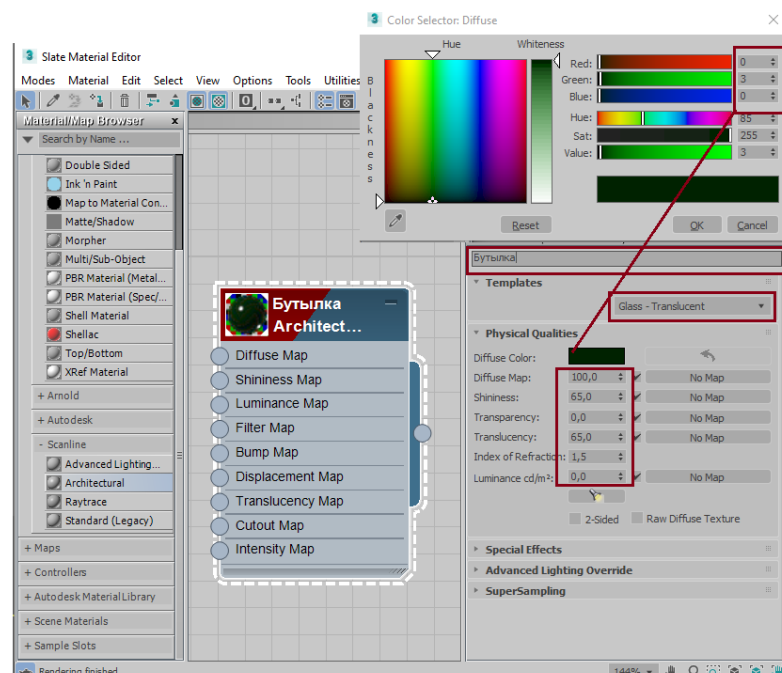 Color Selector: Diffuse
Hue
Whiteness
Blackness
Red: 0
Green: 3
Blue: 0
Hue: 85
Sat: 255
Value: 3
Reset
OK
Cancel
Slate Material Editor
Modes Material Edit Select View Options Tools Utilities
Material/Map Browser x
Search by Name ...
Double Sided
Ink 'n Paint
Map to Material Con...
Matte/Shadow
Morpher
Multi/Sub-Object
PBR Material (Metal...
PBR Material (Spec/...
Shell Material
Shellac
Top/Bottom
XRef Material
+ Arnold
+ Autodesk
- Scanline
Advanced Lighting...
Architectural
Raytrace
Standard (Legacy)
+ Maps
+ Controllers
+ Autodesk Material Library
+ Scene Materials
+ Sample Slots
Rendering finished
Бутылка
Architect...
Diffuse Map
Shininess Map
Luminance Map
Filter Map
Bump Map
Displacement Map
Translucency Map
Cutout Map
Intensity Map
Бутылка
Templates
Glass - Translucent
Physical Qualities
Diffuse Color:
Diffuse Map: 100,0 No Map
Shininess: 65,0 No Map
Transparency: 0,0 No Map
Translucency: 65,0 No Map
Index of Refraction: 1,5
Luminance cd/m²: 0,0 No Map
2-Sided Raw Diffuse Texture
Special Effects
Advanced Lighting Override
SuperSampling
144%